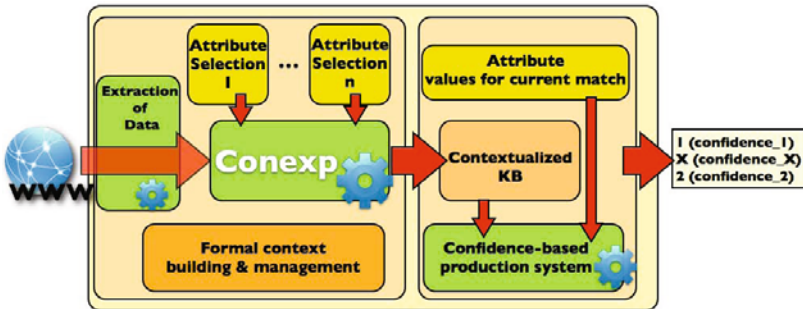 Attribute
Selection
1
...
Attribute
Selection
n
Extraction
of
Data
www
Conexp
Formal context
building & management
Attribute
values for current match
Contextualized
KB
Confidence-based
production system
1 (confidence_1)
X (confidence_X)
2 (confidence_2)